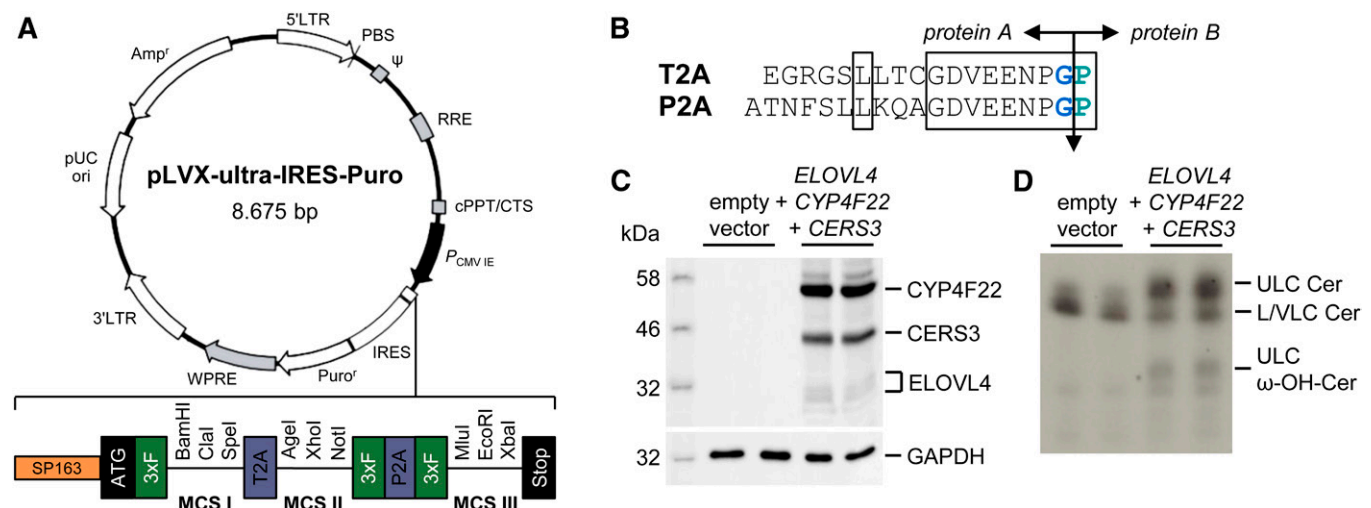 A
5'LTR
PBS
Ψ
RRE
cPPT/CTS
PCMV IE
IRES
Puroʳ
WPRE
3'LTR
pUC
ori
Ampʳ
pLVX-ultra-IRES-Puro
8.675 bp
SP163
ATG
3xF
BamHI
ClaI
SpeI
MCS I
T2A
AgeI
XhoI
NotI
MCS II
3xF
P2A
3xF
MluI
EcoRI
XbaI
MCS III
Stop
B
protein A
protein B
T2A EGRGSLLTCGDVEENPGP
P2A ATNFSLLKQAGDVEENPGP
C
kDa
empty
vector
ELOVL4
+ CYP4F22
+ CERS3
58
46
32
32
CYP4F22
CERS3
ELOVL4
GAPDH
D
empty
vector
ELOVL4
+ CYP4F22
+ CERS3
ULC Cer
L/VLC Cer
ULC
ω-OH-Cer